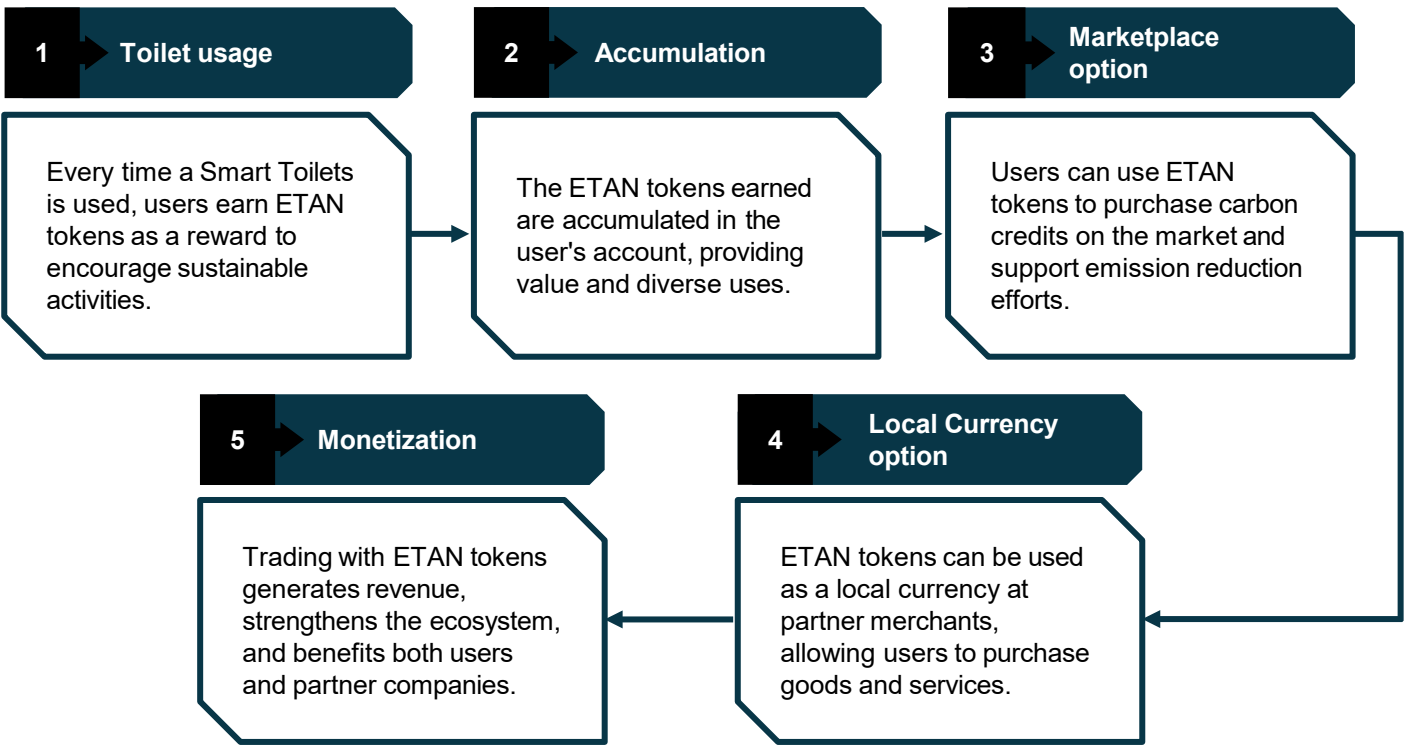 1
Toilet usage
Every time a Smart Toilets
is used, users earn ETAN
tokens as a reward to
encourage sustainable
activities.
2
Accumulation
The ETAN tokens earned
are accumulated in the
user's account, providing
value and diverse uses.
3
Marketplace
option
Users can use ETAN
tokens to purchase carbon
credits on the market and
support emission reduction
efforts.
4
Local Currency
option
ETAN tokens can be used
as a local currency at
partner merchants,
allowing users to purchase
goods and services.
5
Monetization
Trading with ETAN tokens
generates revenue,
strengthens the ecosystem,
and benefits both users
and partner companies.